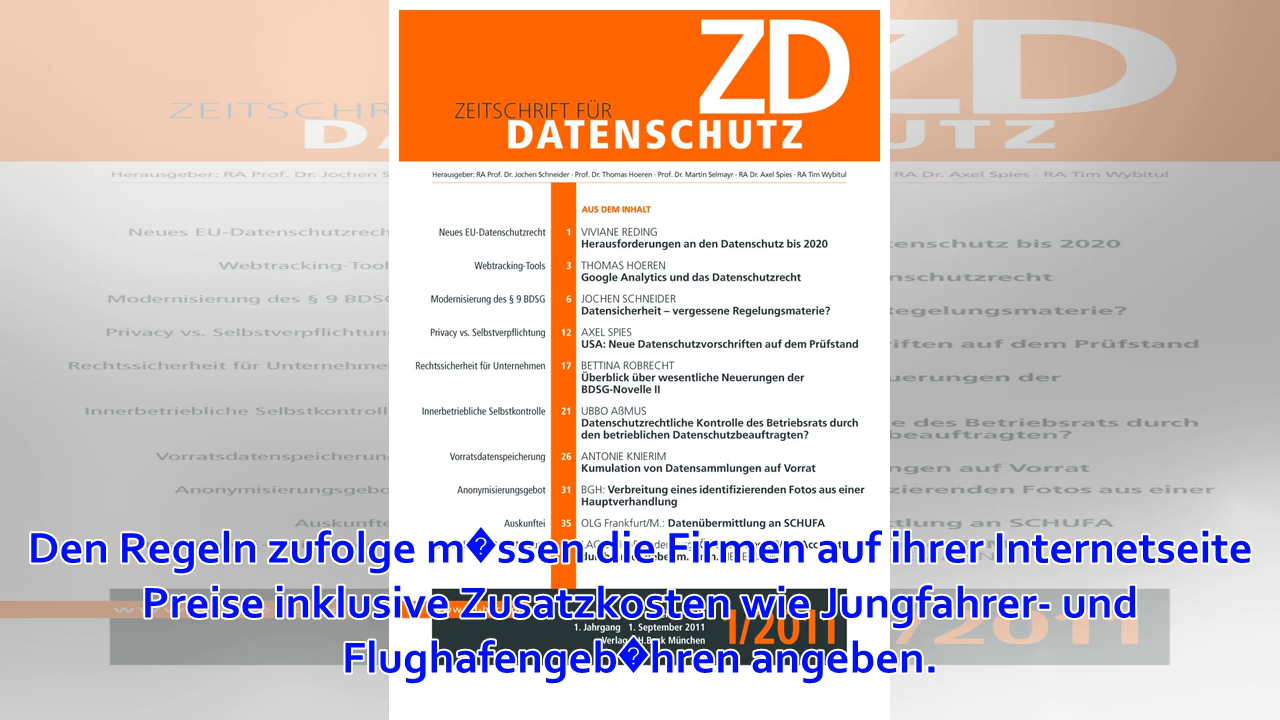 ZD
ZEITSCHRIFT FÜR
DATENSCHUTZ
Herausgeber: RA Prof. Dr. Jochen Schneider · Prof. Dr. Thomas Hoeren · Prof. Dr. Martin Selmayr · RA Dr. Axel Spies · RA Tim Wybitul
AUS DEM INHALT
Neues EU-Datenschutzrecht 1 VIVIANE REDING
Herausforderungen an den Datenschutz bis 2020
Webtracking-Tools 3 THOMAS HOEREN
Google Analytics und das Datenschutzrecht
Modernisierung des § 9 BDSG 6 JOCHEN SCHNEIDER
Datensicherheit – vergessene Regelungsmaterie?
Privacy vs. Selbstverpflichtung 12 AXEL SPIES
USA: Neue Datenschutzvorschriften auf dem Prüfstand
Rechtssicherheit für Unternehmen 17 BETTINA ROBRECHT
Überblick über wesentliche Neuerungen der
BDSG-Novelle II
Innerbetriebliche Selbstkontrolle 21 UBBO AßMUS
Datenschutzrechtliche Kontrolle des Betriebsrats durch
den betrieblichen Datenschutzbeauftragten?
Vorratsdatenspeicherung 26 ANTONIE KNIERIM
Kumulation von Datensammlungen auf Vorrat
Anonymisierungsgebot 31 BGH: Verbreitung eines identifizierenden Fotos aus einer
Hauptverhandlung
Auskunftei 35 OLG Frankfurt/M.: Datenübermittlung an SCHUFA
Den Regeln zufolge m�ssen die Firmen auf ihrer Internetseite
Preise inklusive Zusatzkosten wie Jungfahrer- und
Flughafengeb�hren angeben.
1. Jahrgang 1. September 2011
1/2011